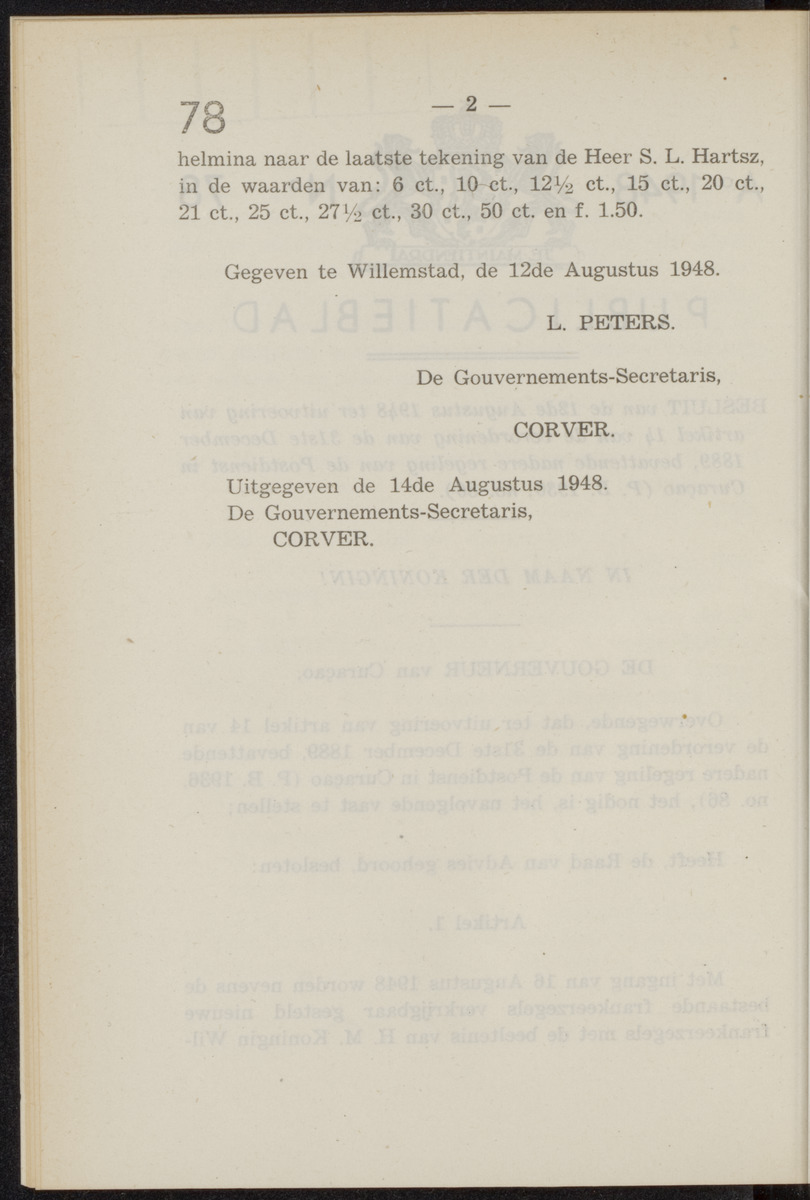 78
— 2 —
helmina naar de laatste tekening van de Heer S. L. Hartsz,
in de waarden van: 6 ct., 10 ct., 12½ ct., 15 ct., 20 ct.,
21 ct., 25 ct., 27½ ct., 30 ct., 50 ct. en f. 1.50.
Gegeven te Willemstad, de 12de Augustus 1948.
L. PETERS.
De Gouvernements-Secretaris,
CORVER.
Uitgegeven de 14de Augustus 1948.
De Gouvernements-Secretaris,
CORVER.